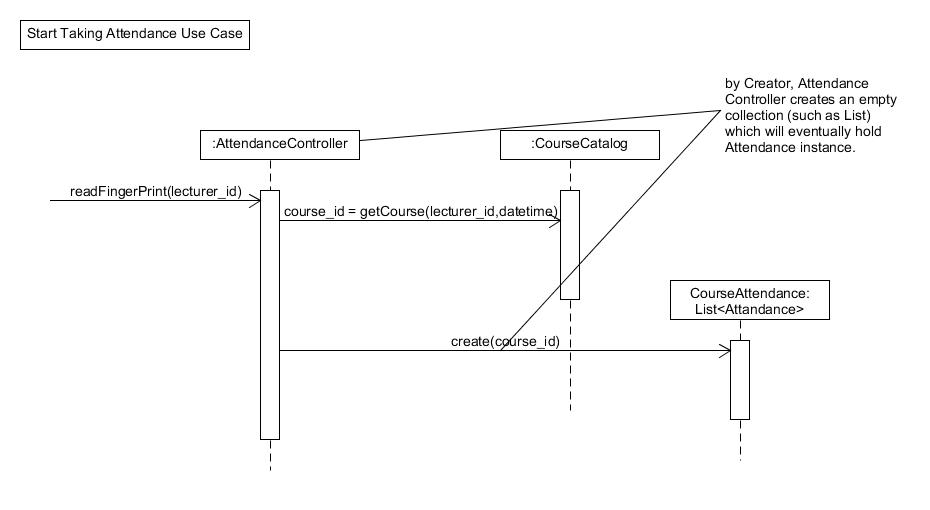 Start Taking Attendance Use Case
by Creator, Attendance
Controller creates an empty
collection (such as List)
which will eventually hold
Attendance instance.
:AttendanceController
:CourseCatalog
readFingerPrint(lecturer_id)
course_id = getCourse(lecturer_id,datetime)
CourseAttendance:
List<Attandance>
create(course_id)